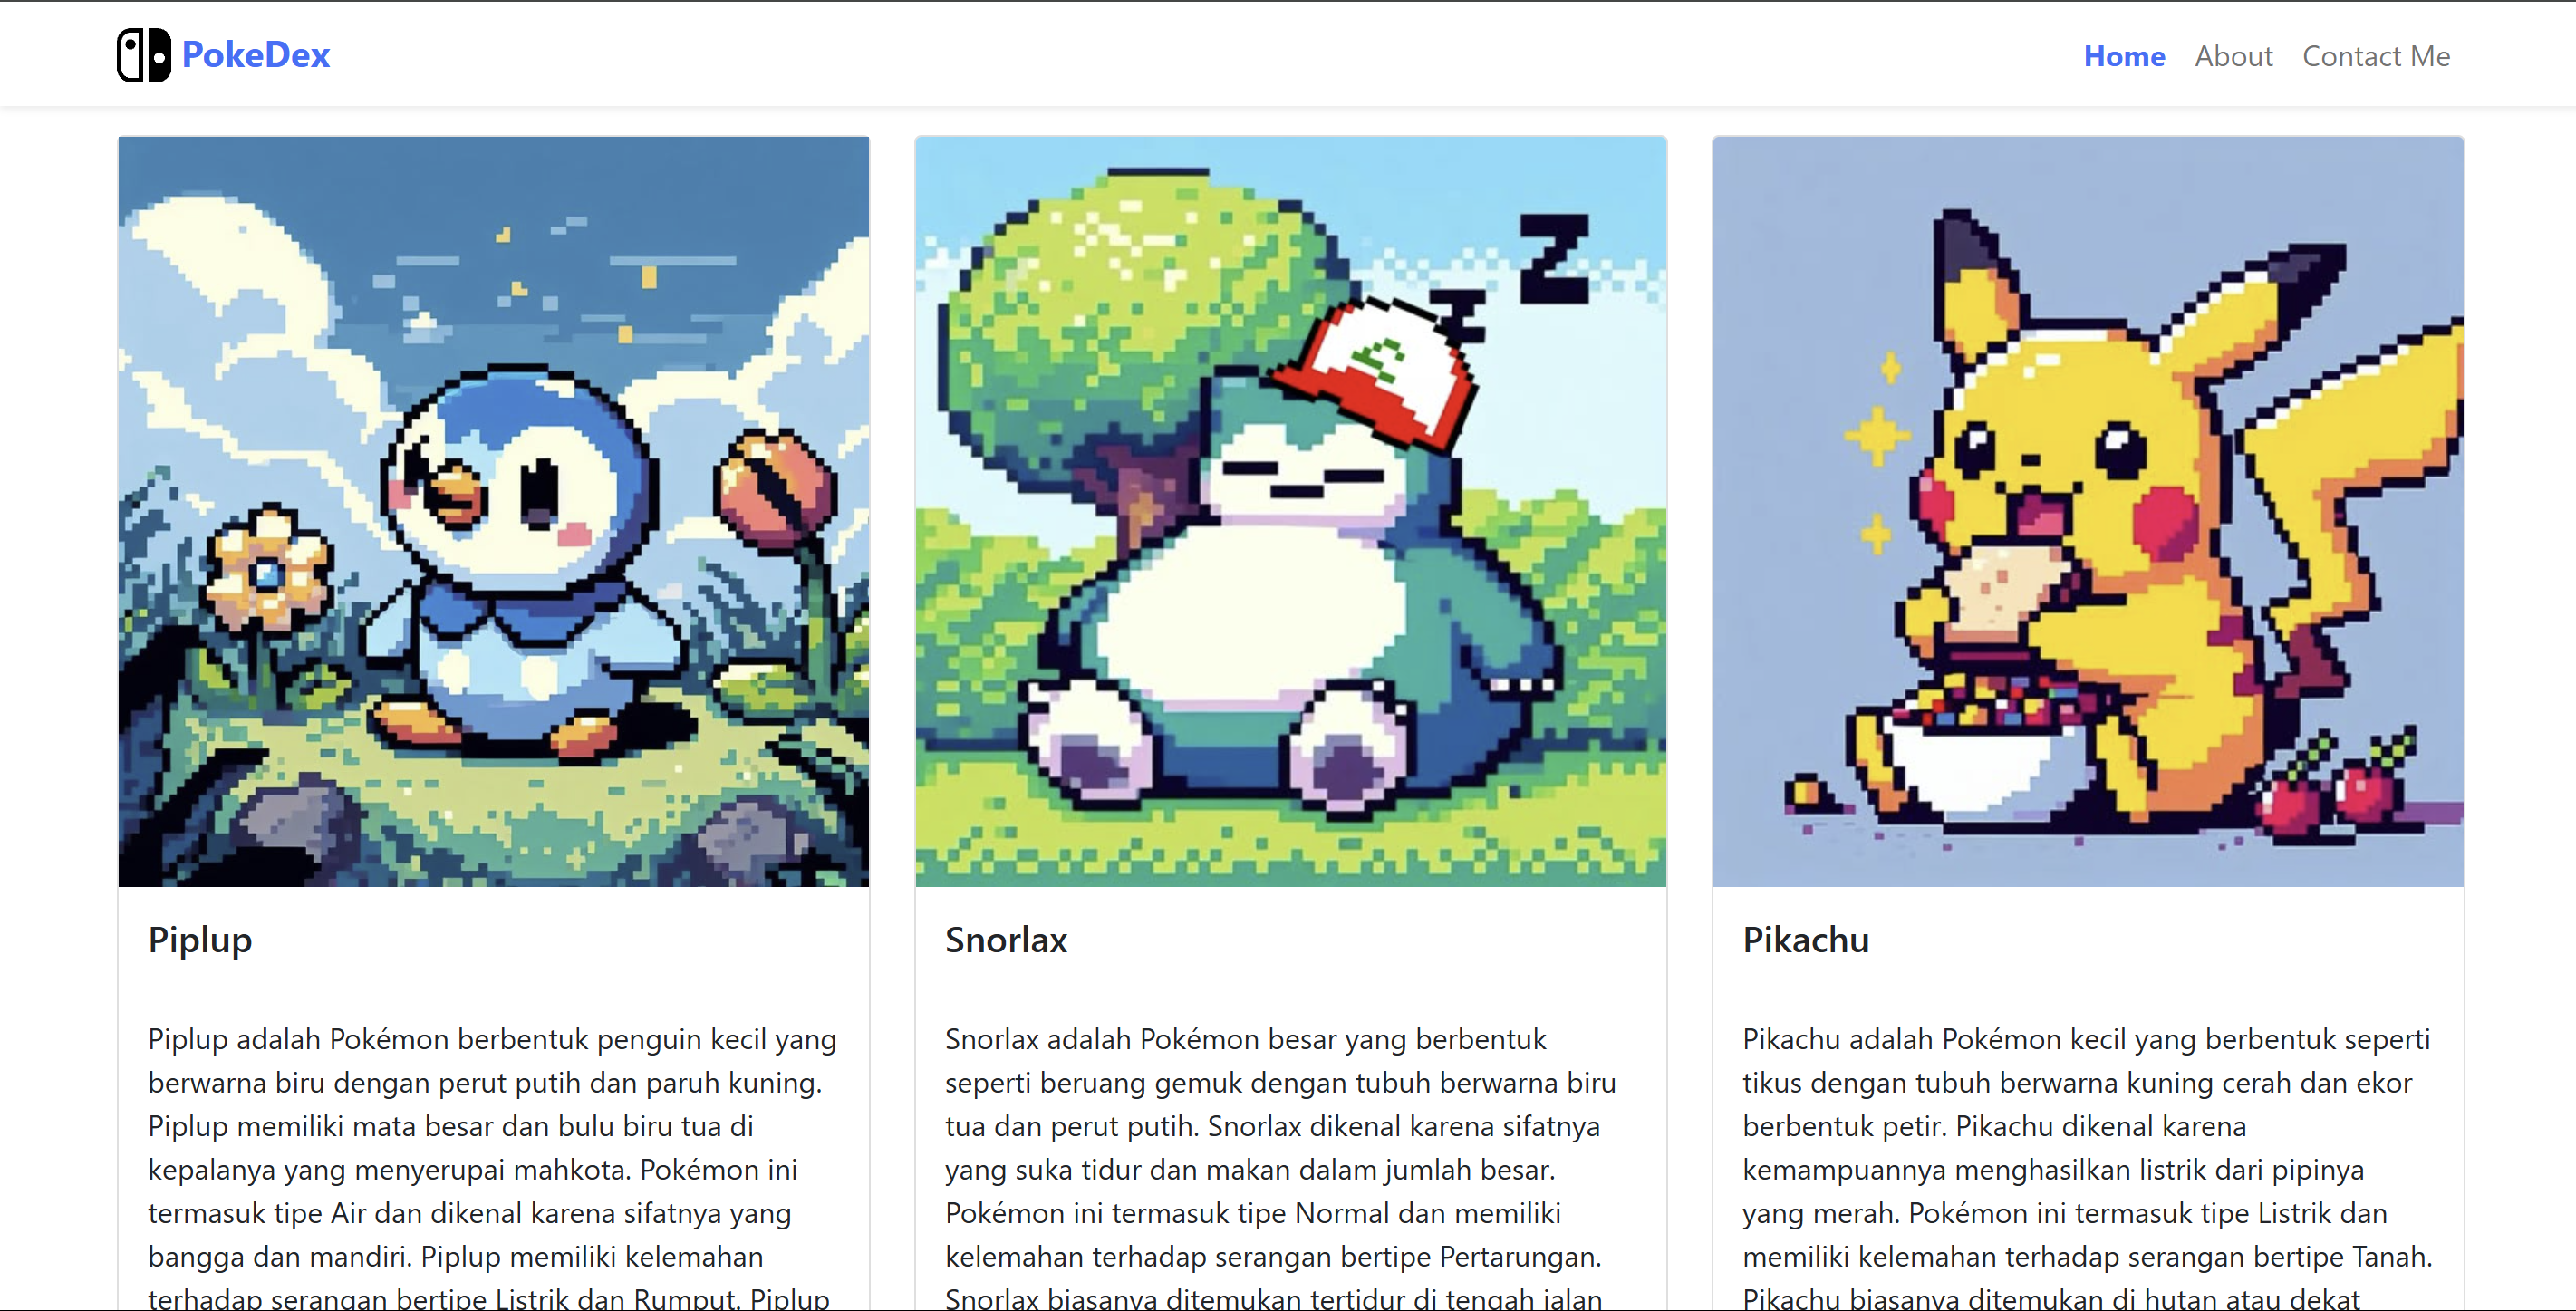 PokeDex
Home About Contact Me
Z
Z
Piplup
Piplup adalah Pokémon berbentuk penguin kecil yang
berwarna biru dengan perut putih dan paruh kuning.
Piplup memiliki mata besar dan bulu biru tua di
kepalanya yang menyerupai mahkota. Pokémon ini
termasuk tipe Air dan dikenal karena sifatnya yang
bangga dan mandiri. Piplup memiliki kelemahan
terhadap serangan bertipe Listrik dan Rumput. Piplup
Snorlax
Snorlax adalah Pokémon besar yang berbentuk
seperti beruang gemuk dengan tubuh berwarna biru
tua dan perut putih. Snorlax dikenal karena sifatnya
yang suka tidur dan makan dalam jumlah besar.
Pokémon ini termasuk tipe Normal dan memiliki
kelemahan terhadap serangan bertipe Pertarungan.
Snorlax biasanya ditemukan tertidur di tengah jalan
Pikachu
Pikachu adalah Pokémon kecil yang berbentuk seperti
tikus dengan tubuh berwarna kuning cerah dan ekor
berbentuk petir. Pikachu dikenal karena
kemampuannya menghasilkan listrik dari pipinya
yang merah. Pokémon ini termasuk tipe Listrik dan
memiliki kelemahan terhadap serangan bertipe Tanah.
Pikachu biasanya ditemukan di hutan atau dekat